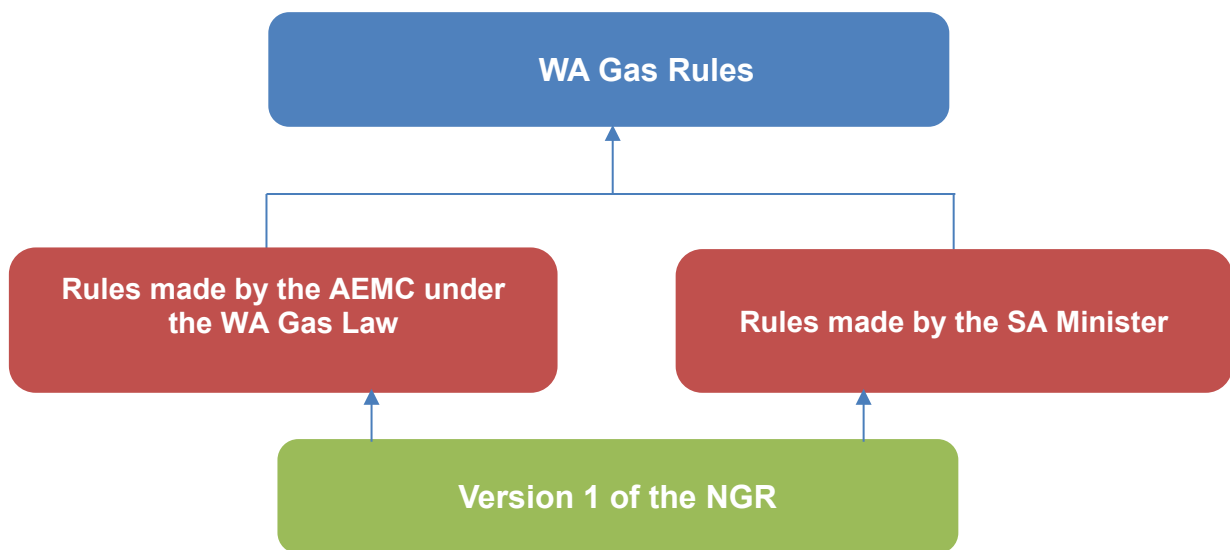 WA Gas Rules
Rules made by the AEMC under
the WA Gas Law
Rules made by the SA Minister
Version 1 of the NGR